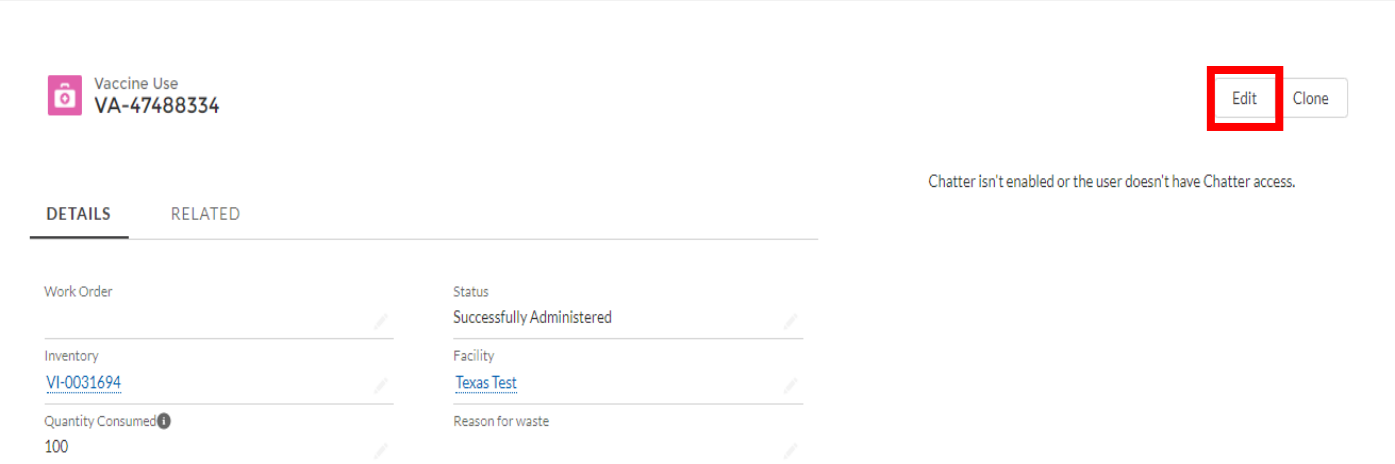 Vaccine Use
VA-47488334
Edit
Clone
Chatter isn't enabled or the user doesn't have Chatter access.
DETAILS
RELATED
Work Order
Status
Successfully Administered
Inventory
VI-0031694
Facility
Texas Test
Quantity Consumed
100
Reason for waste